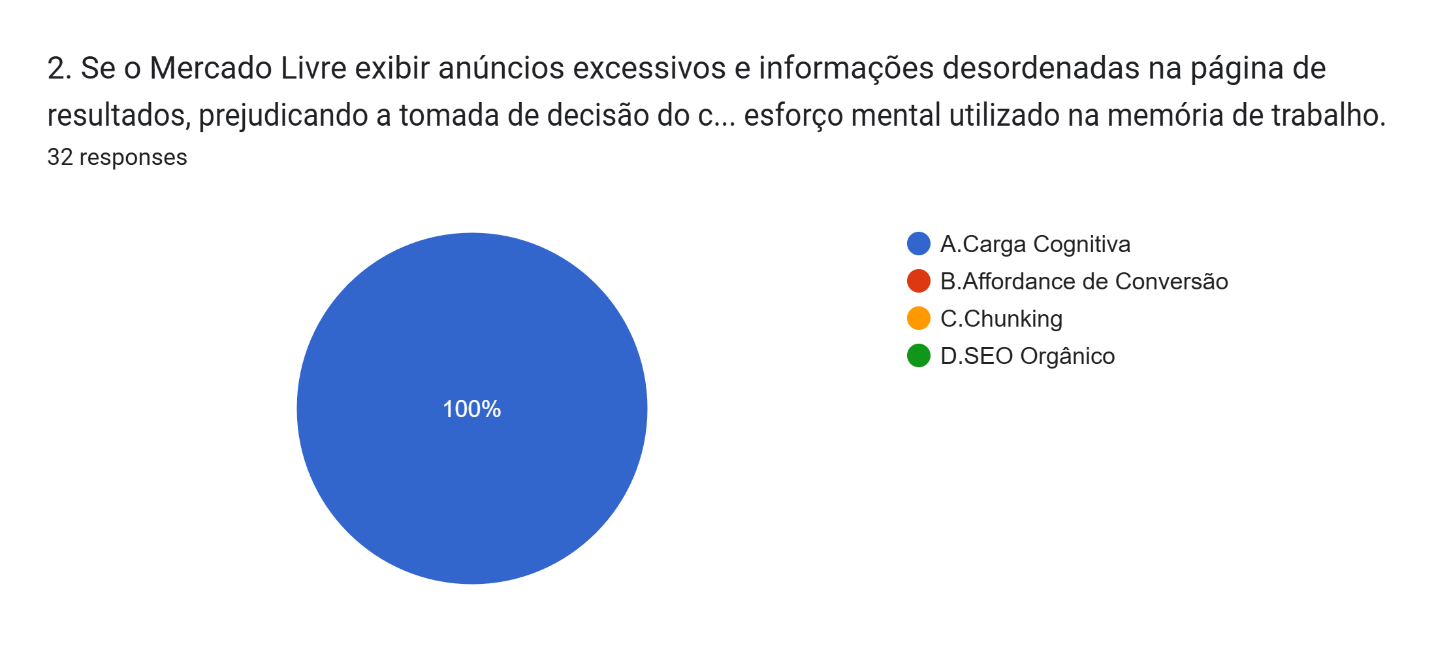 2. Se o Mercado Livre exibir anúncios excessivos e informações desordenadas na página de
resultados, prejudicando a tomada de decisão do c... esforço mental utilizado na memória de trabalho.
32 responses
100%
A.Carga Cognitiva
B.Affordance de Conversão
C.Chunking
D.SEO Orgânico